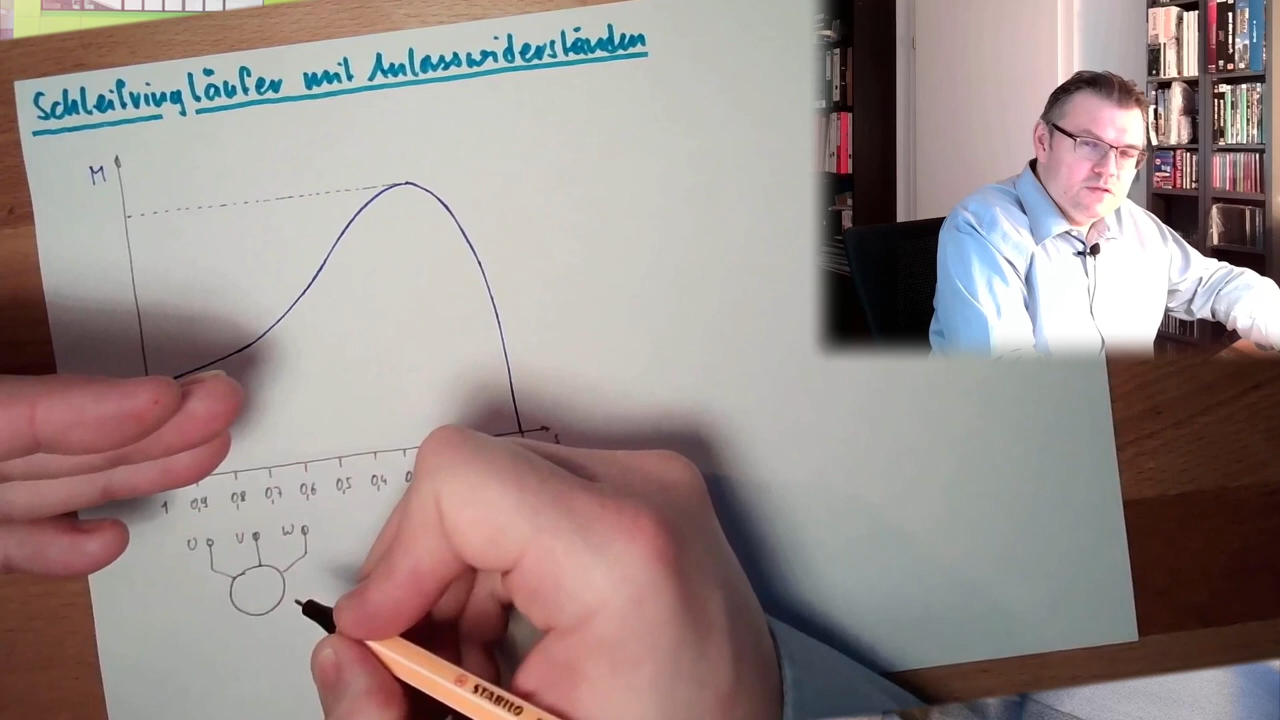 Schleifringläufer mit Anlasswiderständen
M
1 0,9 0,8 0,7 0,6 0,5 0,4
U V W
STABILO